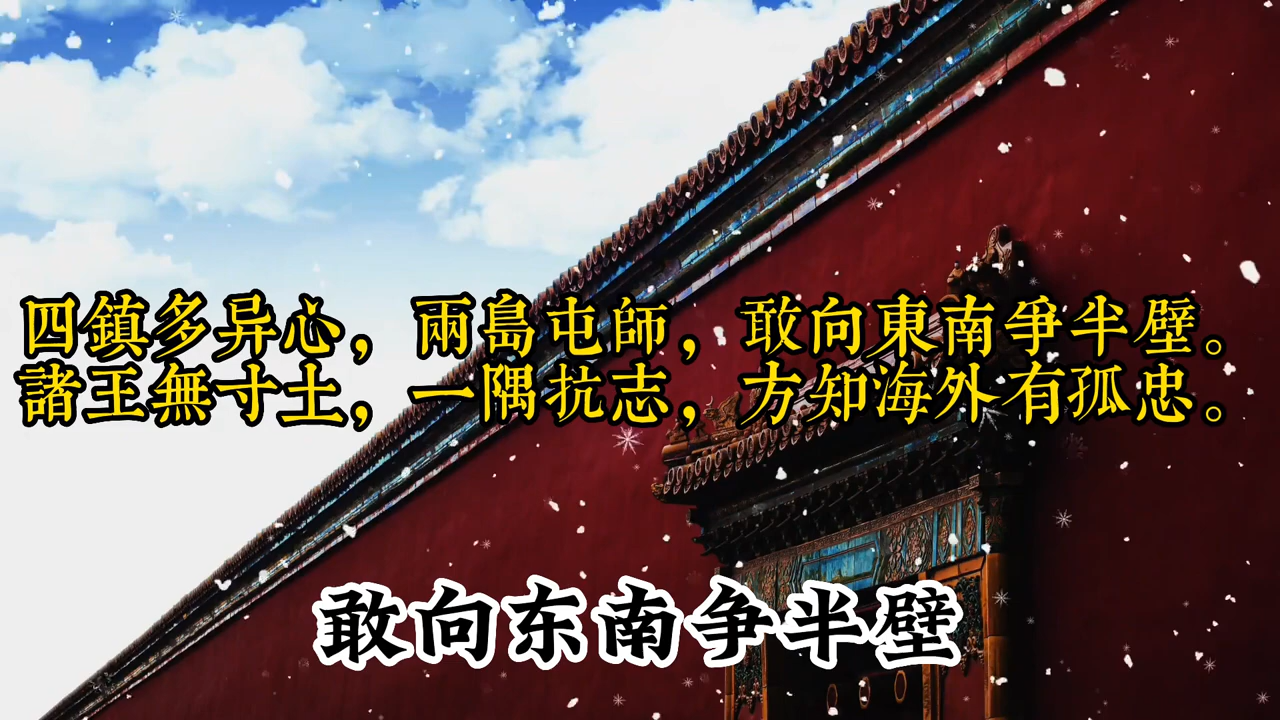 四鎮多异心，兩島屯師，敢向東南爭半壁。
諸王無寸土，一隅抗志，方知海外有孤忠。
敢向东南争半壁